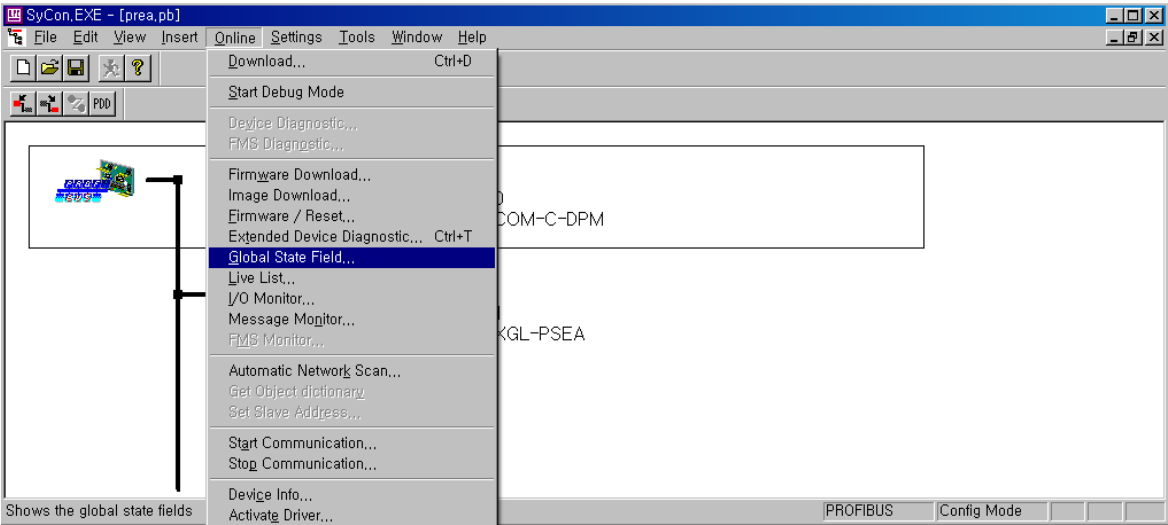 SyCon.EXE - [prea.pb]
File Edit View Insert Online Settings Tools Window Help
Download... Ctrl+D
Start Debug Mode
PDD
Device Diagnostic...
FMS Diagnostic...
Firmware Download...
Image Download...
Firmware / Reset...
COM-C-DPM
Extended Device Diagnostic... Ctrl+T
Global State Field...
Live List...
I/O Monitor...
Message Monitor...
XGL-PSEA
FMS Monitor...
Automatic Network Scan...
Get Object dictionary
Set Slave Address...
Start Communication...
Stop Communication...
Device Info...
Activate Driver...
Shows the global state fields PROFIBUS Config Mode